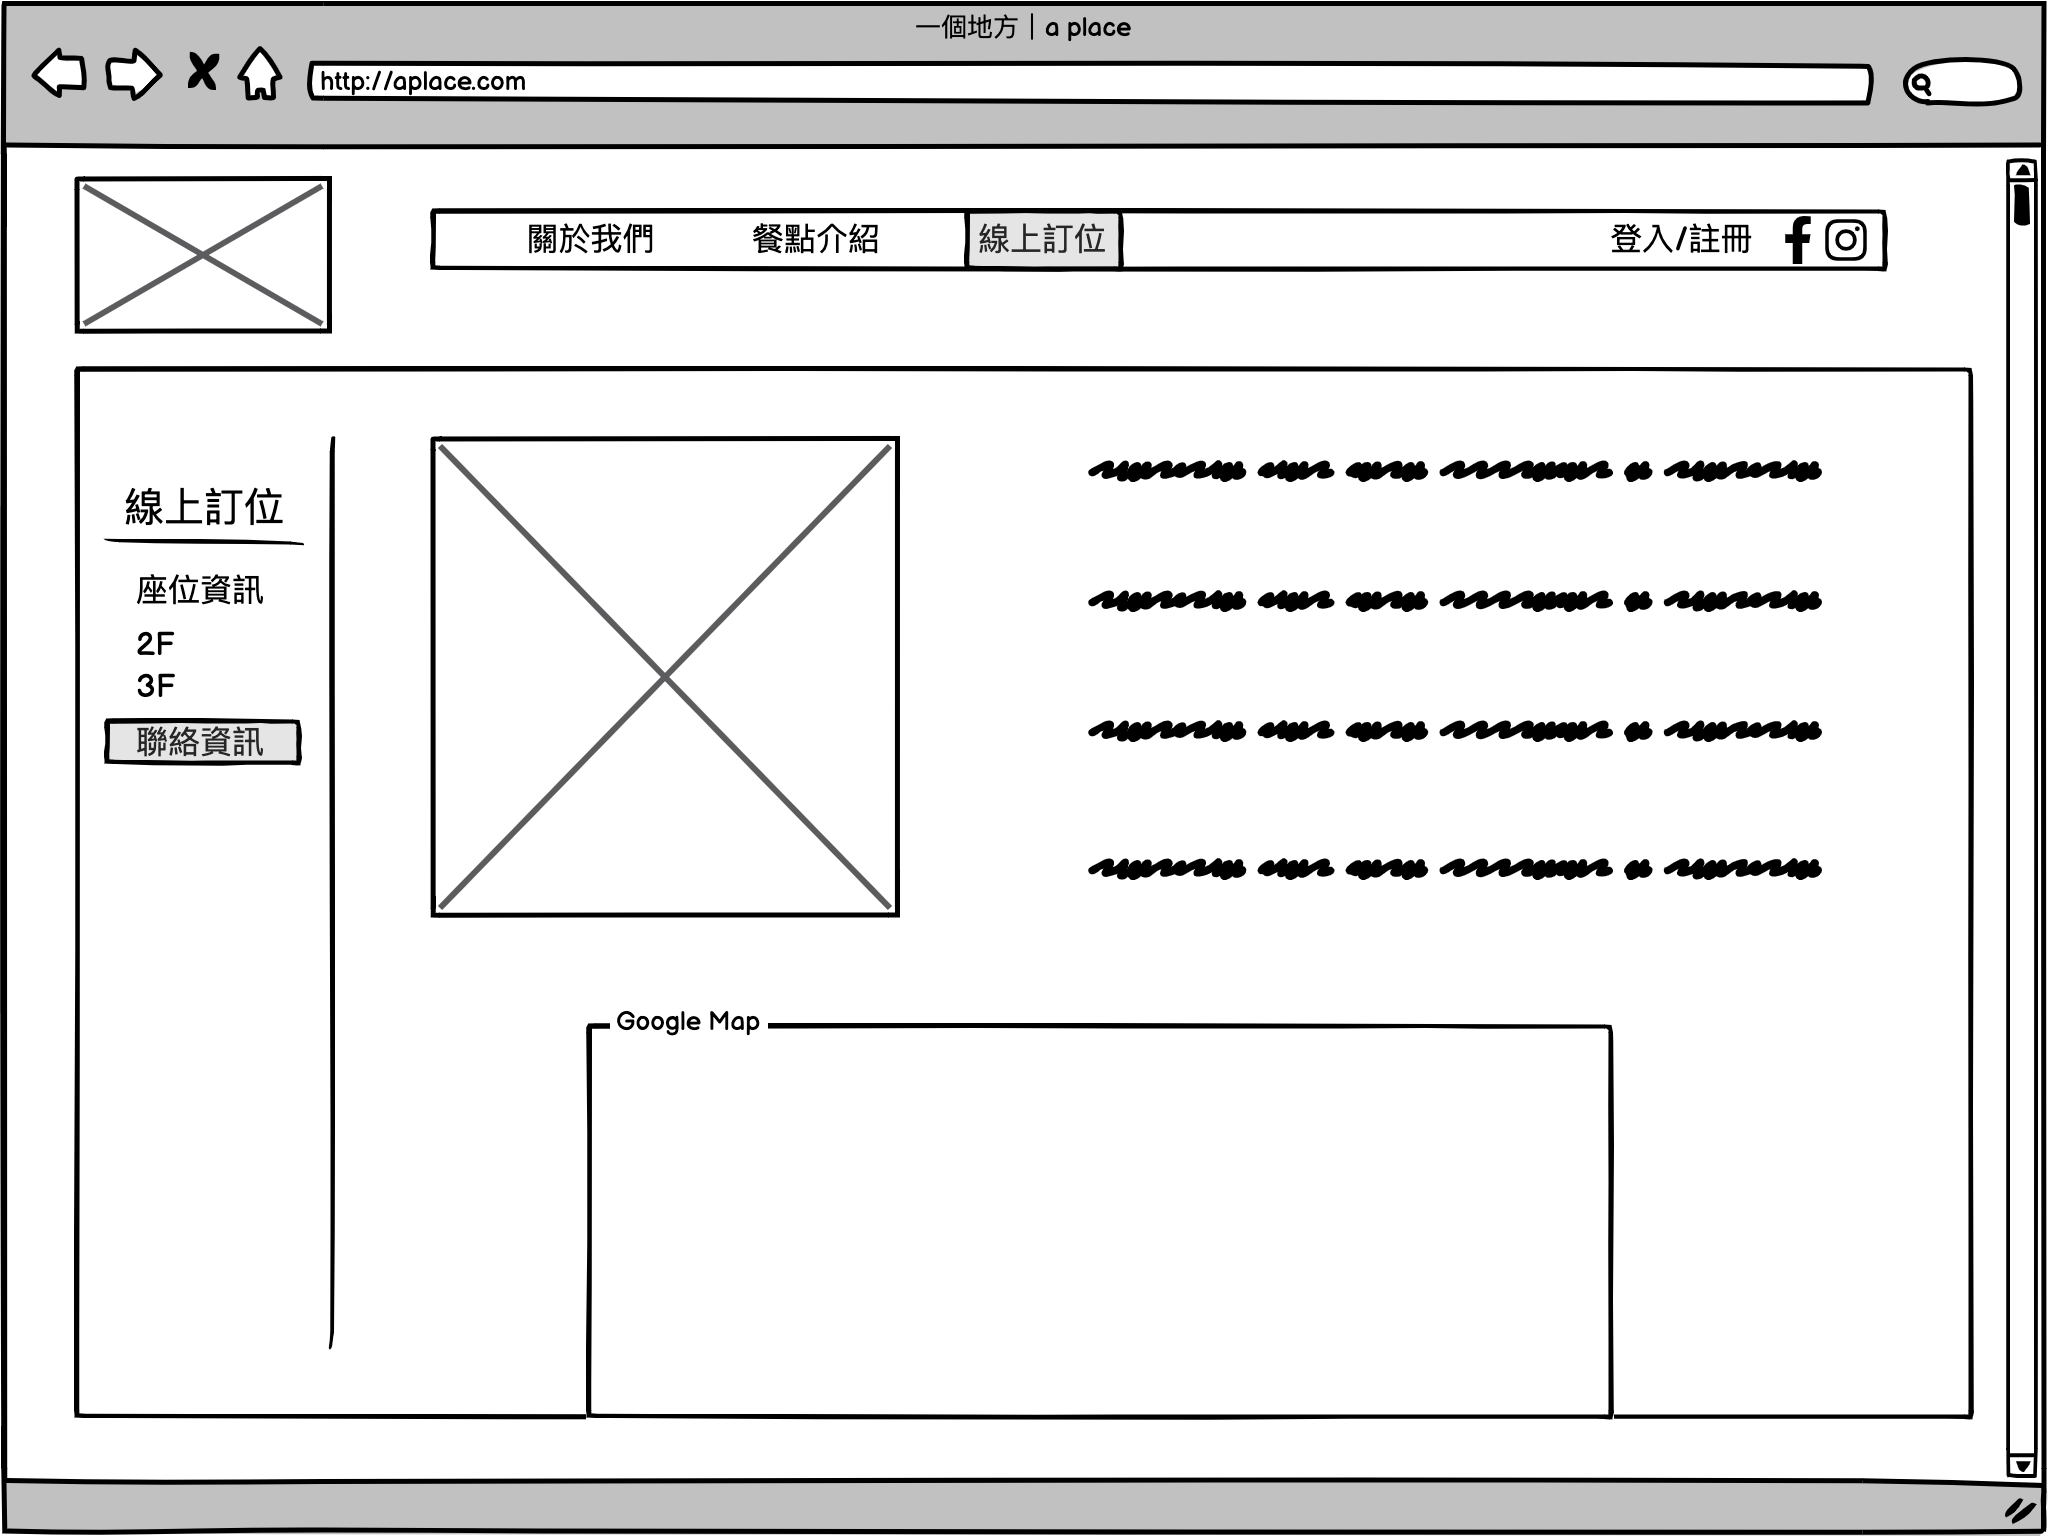 一個地方｜a place
http://aplace.com
關於我們 餐點介紹 線上訂位 登入/註冊
線上訂位
座位資訊
2F
3F
聯絡資訊
Google Map